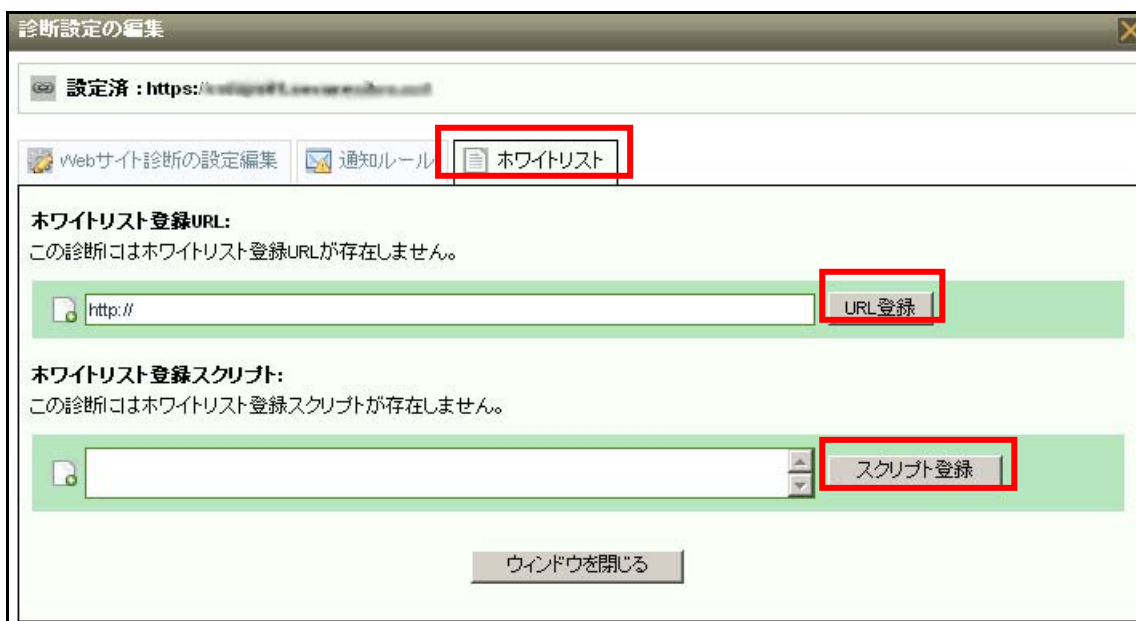 診断設定の編集
設定済 : https:/
Webサイト診断の設定編集 通知ルール ホワイトリスト
ホワイトリスト登録URL:
この診断にはホワイトリスト登録URLが存在しません。
http:// URL登録
ホワイトリスト登録スクリプト:
この診断にはホワイトリスト登録スクリプトが存在しません。
スクリプト登録
ウィンドウを閉じる